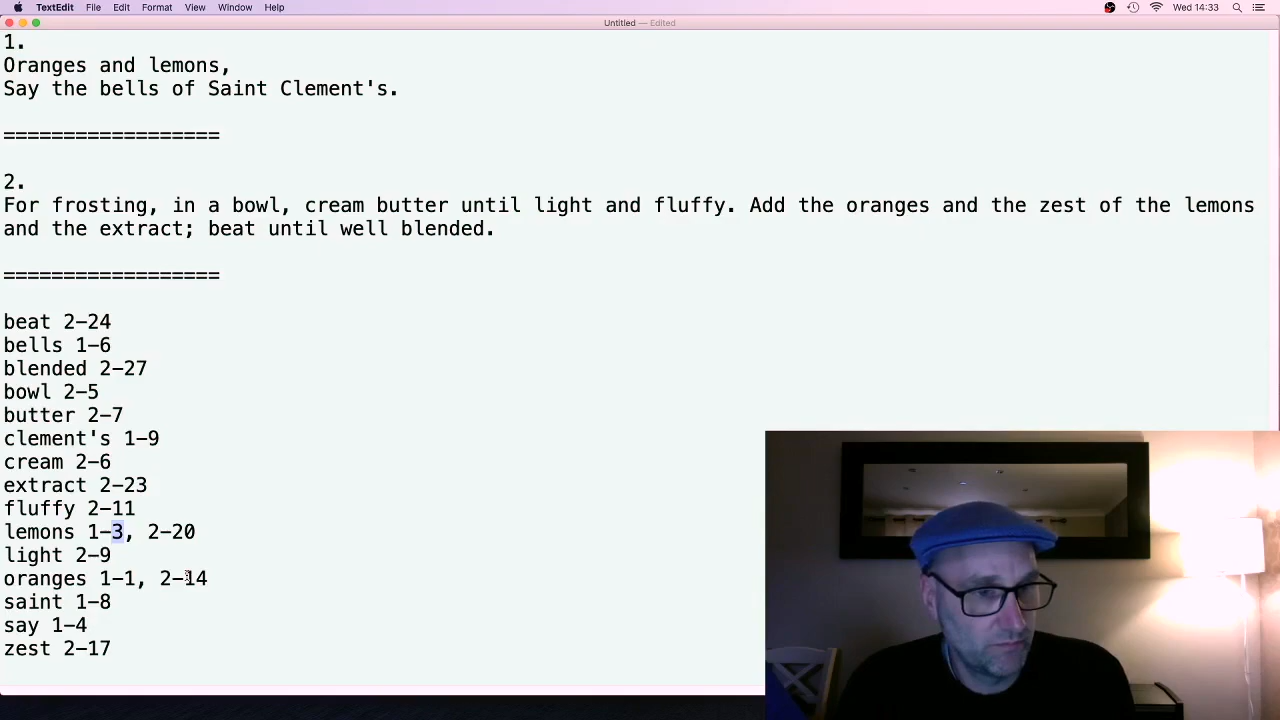 TextEdit File Edit Format View Window Help Wed 14:33
Untitled — Edited
1.
Oranges and lemons,
Say the bells of Saint Clement's.
==================
2.
For frosting, in a bowl, cream butter until light and fluffy. Add the oranges and the zest of the lemons
and the extract; beat until well blended.
==================
beat 2-24
bells 1-6
blended 2-27
bowl 2-5
butter 2-7
clement's 1-9
cream 2-6
extract 2-23
fluffy 2-11
lemons 1-3, 2-20
light 2-9
oranges 1-1, 2-14
saint 1-8
say 1-4
zest 2-17